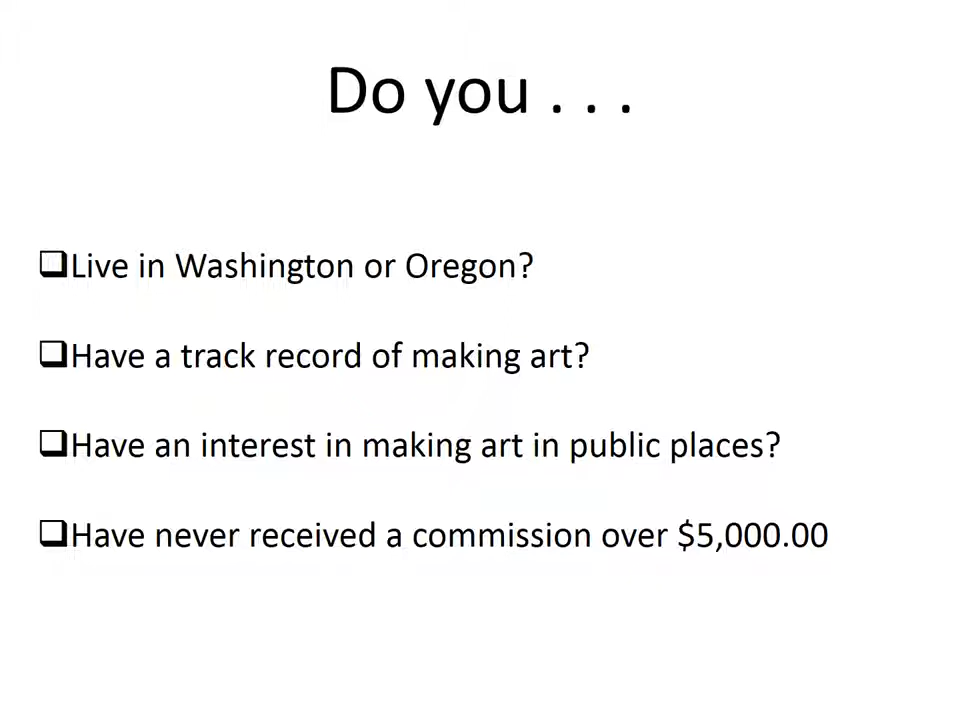 Do you . . .
❑Live in Washington or Oregon?
❑Have a track record of making art?
❑Have an interest in making art in public places?
❑Have never received a commission over $5,000.00